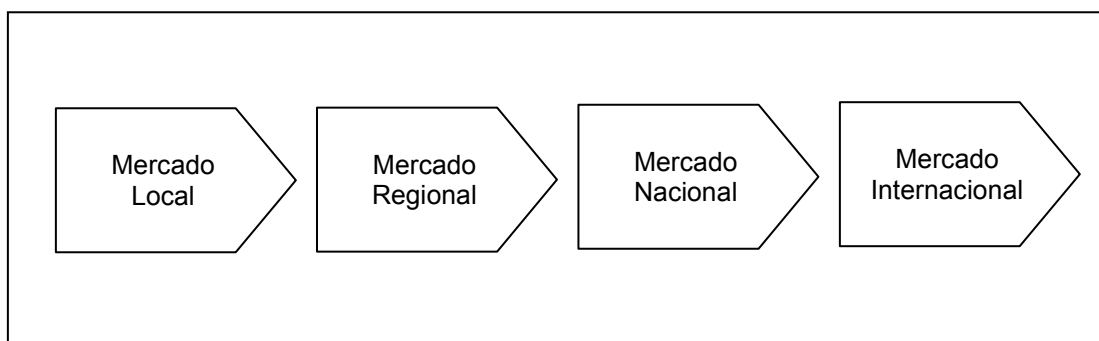 Mercado
Local
Mercado
Regional
Mercado
Nacional
Mercado
Internacional